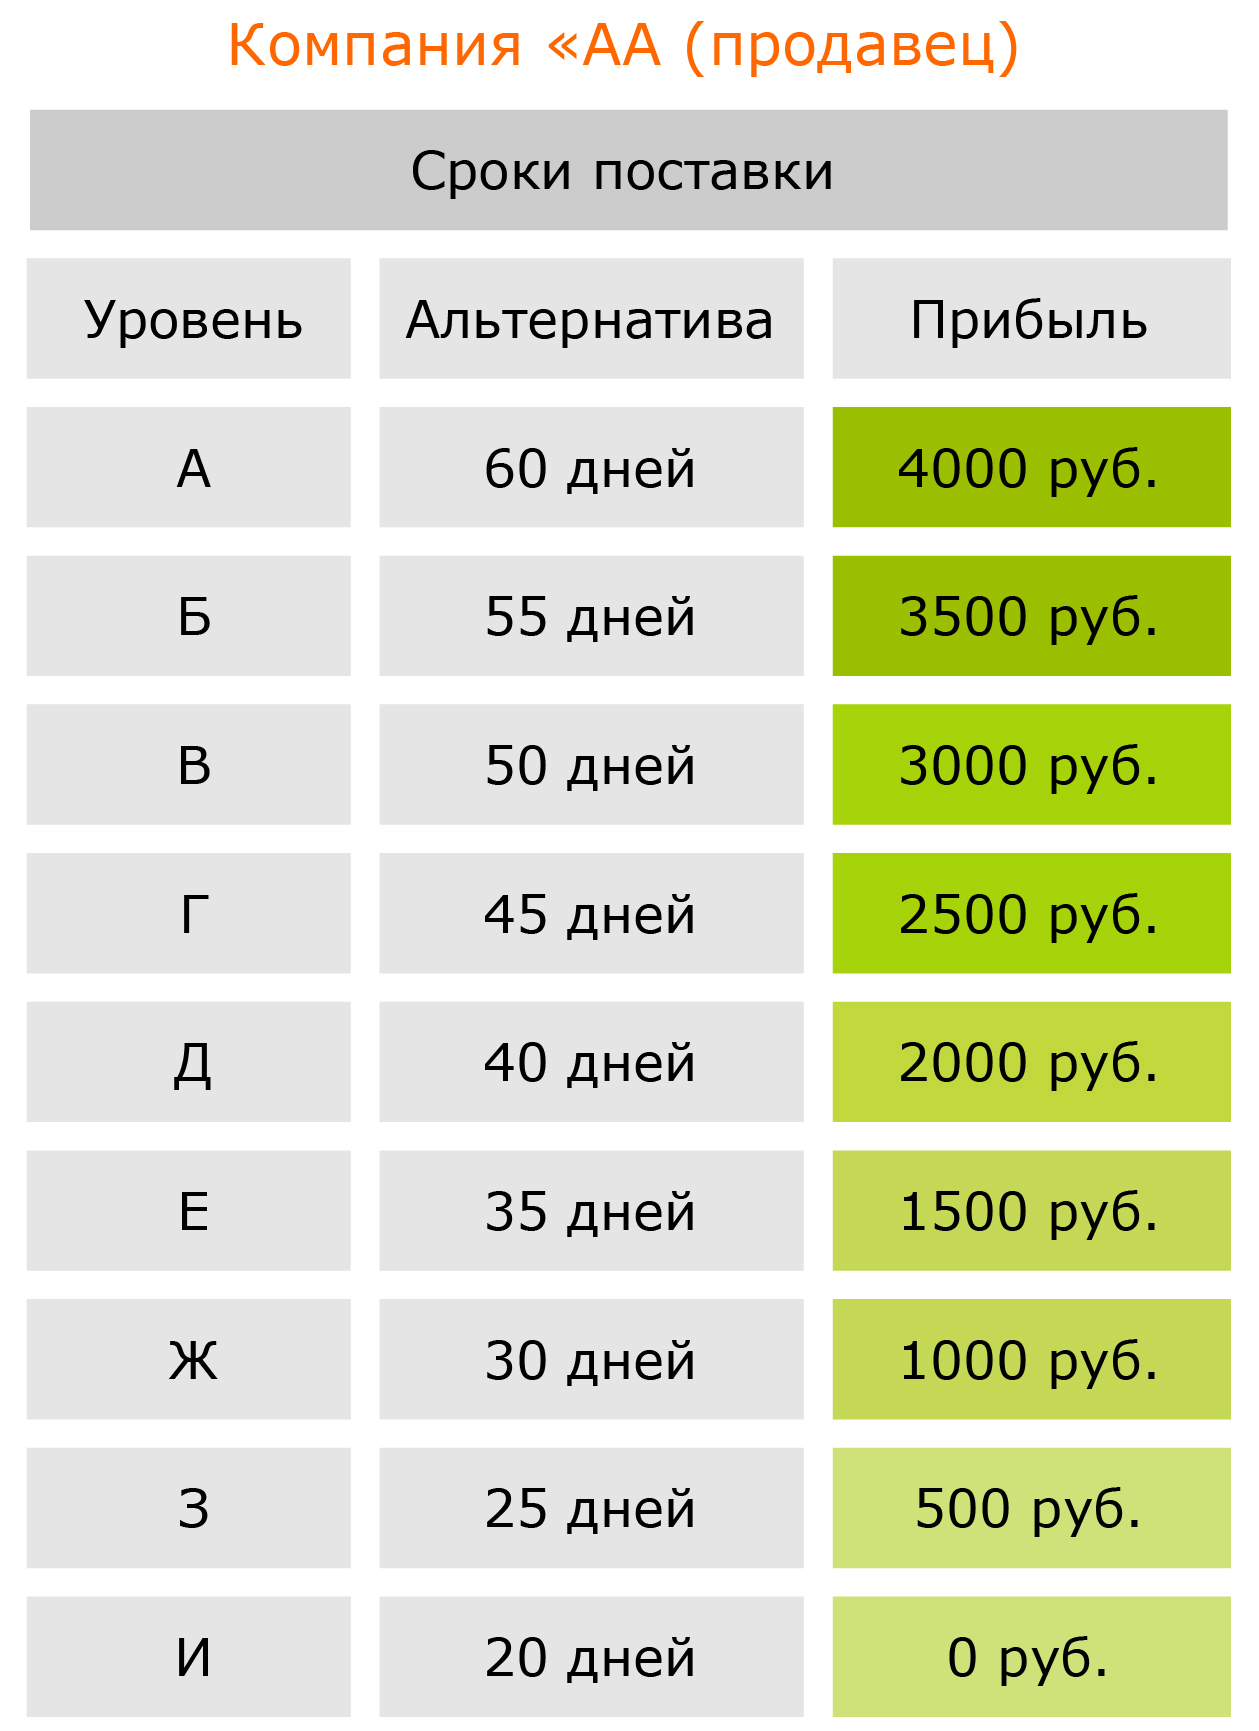 Компания «АА (продавец)
Сроки поставки
Уровень Альтернатива Прибыль
А 60 дней 4000 руб.
Б 55 дней 3500 руб.
В 50 дней 3000 руб.
Г 45 дней 2500 руб.
Д 40 дней 2000 руб.
Е 35 дней 1500 руб.
Ж 30 дней 1000 руб.
З 25 дней 500 руб.
И 20 дней 0 руб.